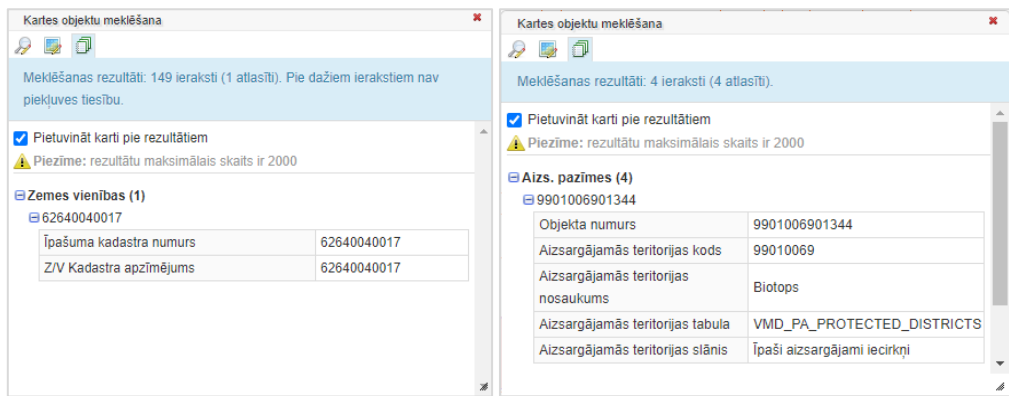 Kartes objektu meklēšana
Meklēšanas rezultāti: 149 ieraksti (1 atlasīti). Pie dažiem ierakstiem nav
piekļuves tiesību.
Pietuvināt karti pie rezultātiem
Piezīme: rezultātu maksimālais skaits ir 2000
Zemes vienības (1)
62640040017
Īpašuma kadastra numurs 62640040017
Z/V Kadastra apzīmējums 62640040017
Kartes objektu meklēšana
Meklēšanas rezultāti: 4 ieraksti (4 atlasīti).
Pietuvināt karti pie rezultātiem
Piezīme: rezultātu maksimālais skaits ir 2000
Aizs. pazīmes (4)
9901006901344
Objekta numurs 9901006901344
Aizsargājamās teritorijas kods 99010069
Aizsargājamās teritorijas
nosaukums Biotops
Aizsargājamās teritorijas tabula VMD_PA_PROTECTED_DISTRICTS
Aizsargājamās teritorijas slānis Īpaši aizsargājami iecirkņi